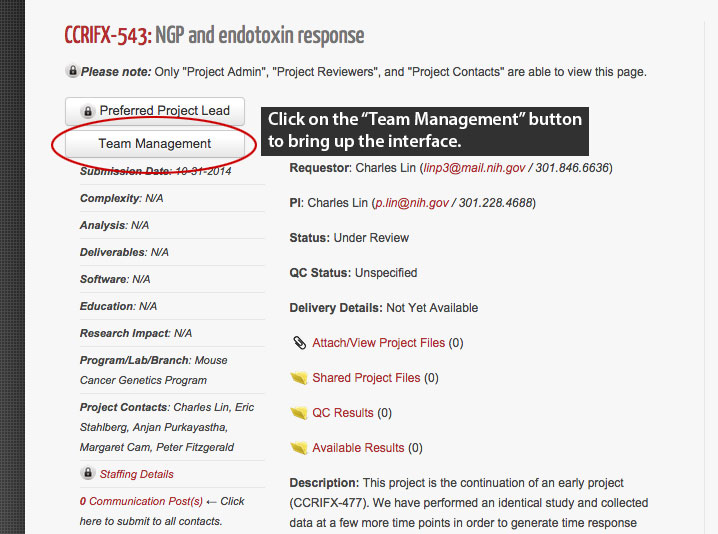 CCRIFX-543: NGP and endotoxin response
Please note: Only "Project Admin", "Project Reviewers", and "Project Contacts" are able to view this page.
Preferred Project Lead
Team Management
Click on the “Team Management” button
to bring up the interface.
Submission Date: 10-31-2014
Complexity: N/A
Analysis: N/A
Deliverables: N/A
Software: N/A
Education: N/A
Research Impact: N/A
Program/Lab/Branch: Mouse
Cancer Genetics Program
Project Contacts: Charles Lin, Eric
Stahlberg, Anjan Purkayastha,
Margaret Cam, Peter Fitzgerald
Staffing Details
0 Communication Post(s) ← Click
here to submit to all contacts.
Requestor: Charles Lin (linp3@mail.nih.gov / 301.846.6636)
PI: Charles Lin (p.lin@nih.gov / 301.228.4688)
Status: Under Review
QC Status: Unspecified
Delivery Details: Not Yet Available
Attach/View Project Files (0)
Shared Project Files (0)
QC Results (0)
Available Results (0)
Description: This project is the continuation of an early project
(CCRIFX-477). We have performed an identical study and collected
data at a few more time points in order to generate time response